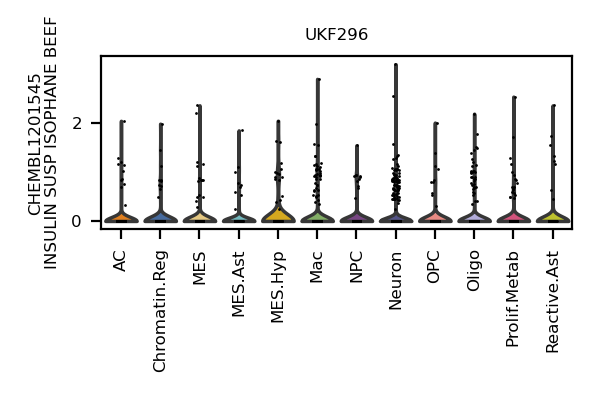 UKF296
CHEMBL1201545
INSULIN SUSP ISOPHANE BEEF
2
0
AC
Chromatin.Reg
MES
MES.Ast
MES.Hyp
Mac
NPC
Neuron
OPC
Oligo
Prolif.Metab
Reactive.Ast